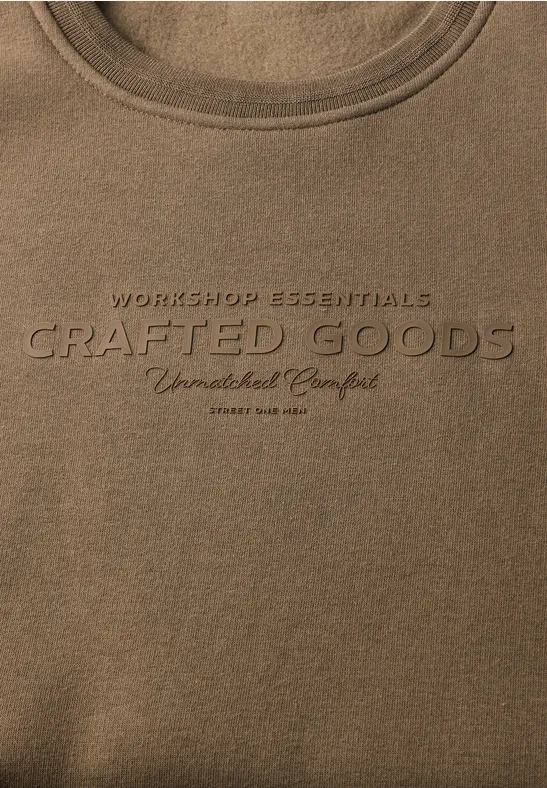 WORKSHOP ESSENTIALS
CRAFTED GOODS
Unmatched Comfort
STREET ONE MEN